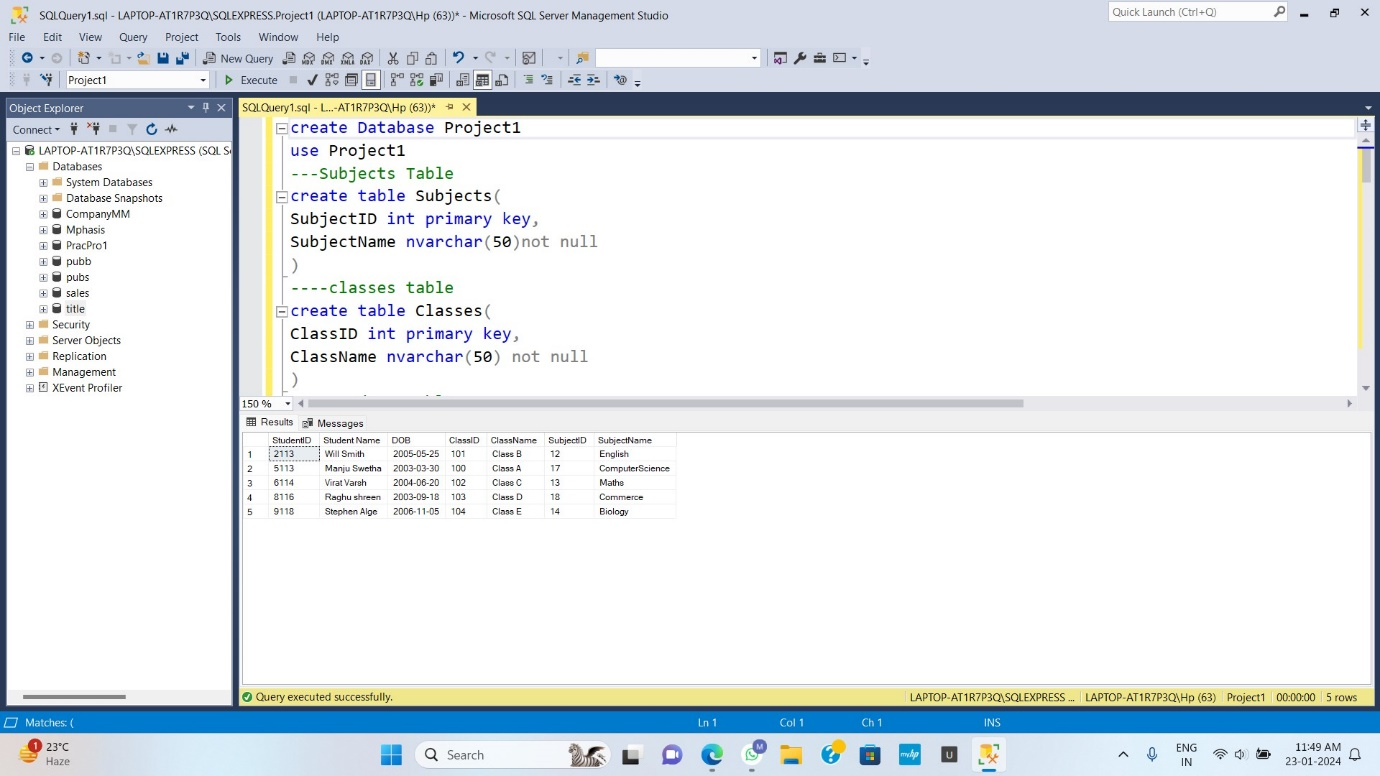 SQLQuery1.sql - LAPTOP-AT1R7P3Q\SQLEXPRESS.Project1 (LAPTOP-AT1R7P3Q\Hp (63))* - Microsoft SQL Server Management Studio
Quick Launch (Ctrl+Q)
File Edit View Query Project Tools Window Help
New Query
Project1 Execute
Object Explorer
SQLQuery1.sql - L...-AT1R7P3Q\Hp (63))*
Connect
LAPTOP-AT1R7P3Q\SQLEXPRESS (SQL S
Databases
System Databases
Database Snapshots
CompanyMM
Mphasis
PracPro1
pubb
pubs
sales
title
Security
Server Objects
Replication
Management
XEvent Profiler
create Database Project1
use Project1
---Subjects Table
create table Subjects(
SubjectID int primary key,
SubjectName nvarchar(50)not null
)
----classes table
create table Classes(
ClassID int primary key,
ClassName nvarchar(50) not null
)
150 %
Results Messages
StudentID Student Name DOB ClassID ClassName SubjectID SubjectName
1 2113 Will Smith 2005-05-25 101 Class B 12 English
2 5113 Manju Swetha 2003-03-30 100 Class A 17 ComputerScience
3 6114 Virat Varsh 2004-06-20 102 Class C 13 Maths
4 8116 Raghu shreen 2003-09-18 103 Class D 18 Commerce
5 9118 Stephen Alge 2006-11-05 104 Class E 14 Biology
Query executed successfully.
LAPTOP-AT1R7P3Q\SQLEXPRESS ... LAPTOP-AT1R7P3Q\Hp (63) Project1 00:00:00 5 rows
Matches: (
Ln 1 Col 1 Ch 1 INS
1
23°C
Haze
Search
M
U
ENG
IN
11:49 AM
23-01-2024